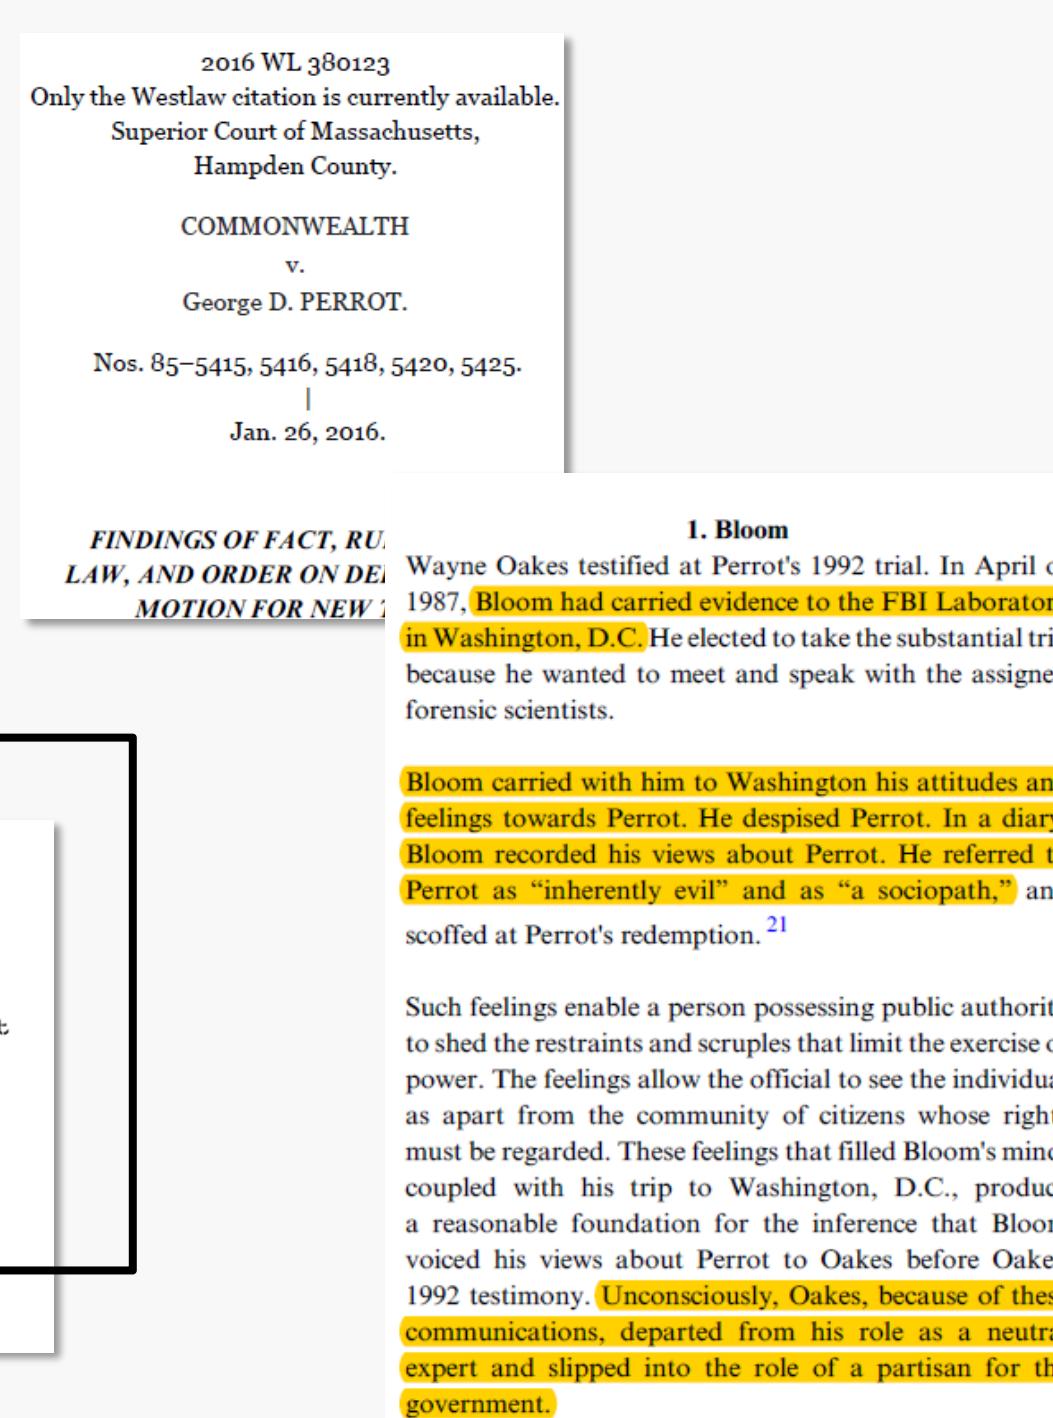 2016 WL 380123
Only the Westlaw citation is currently available.
Superior Court of Massachusetts,
Hampden County.
COMMONWEALTH
v.
George D. PERROT.
Nos. 85–5415, 5416, 5418, 5420, 5425.
|
Jan. 26, 2016.
FINDINGS OF FACT, RU
LAW, AND ORDER ON DE
MOTION FOR NEW
1. Bloom
Wayne Oakes testified at Perrot's 1992 trial. In April o
1987, Bloom had carried evidence to the FBI Laborator
in Washington, D.C. He elected to take the substantial tri
because he wanted to meet and speak with the assigne
forensic scientists.
Bloom carried with him to Washington his attitudes an
feelings towards Perrot. He despised Perrot. In a diary
Bloom recorded his views about Perrot. He referred t
Perrot as “inherently evil” and as “a sociopath,” an
scoffed at Perrot's redemption. 21
Such feelings enable a person possessing public authorit
to shed the restraints and scruples that limit the exercise o
power. The feelings allow the official to see the individua
as apart from the community of citizens whose right
must be regarded. These feelings that filled Bloom's mind
coupled with his trip to Washington, D.C., produc
a reasonable foundation for the inference that Bloom
voiced his views about Perrot to Oakes before Oake
1992 testimony. Unconsciously, Oakes, because of thes
communications, departed from his role as a neutra
expert and slipped into the role of a partisan for th
government.
t